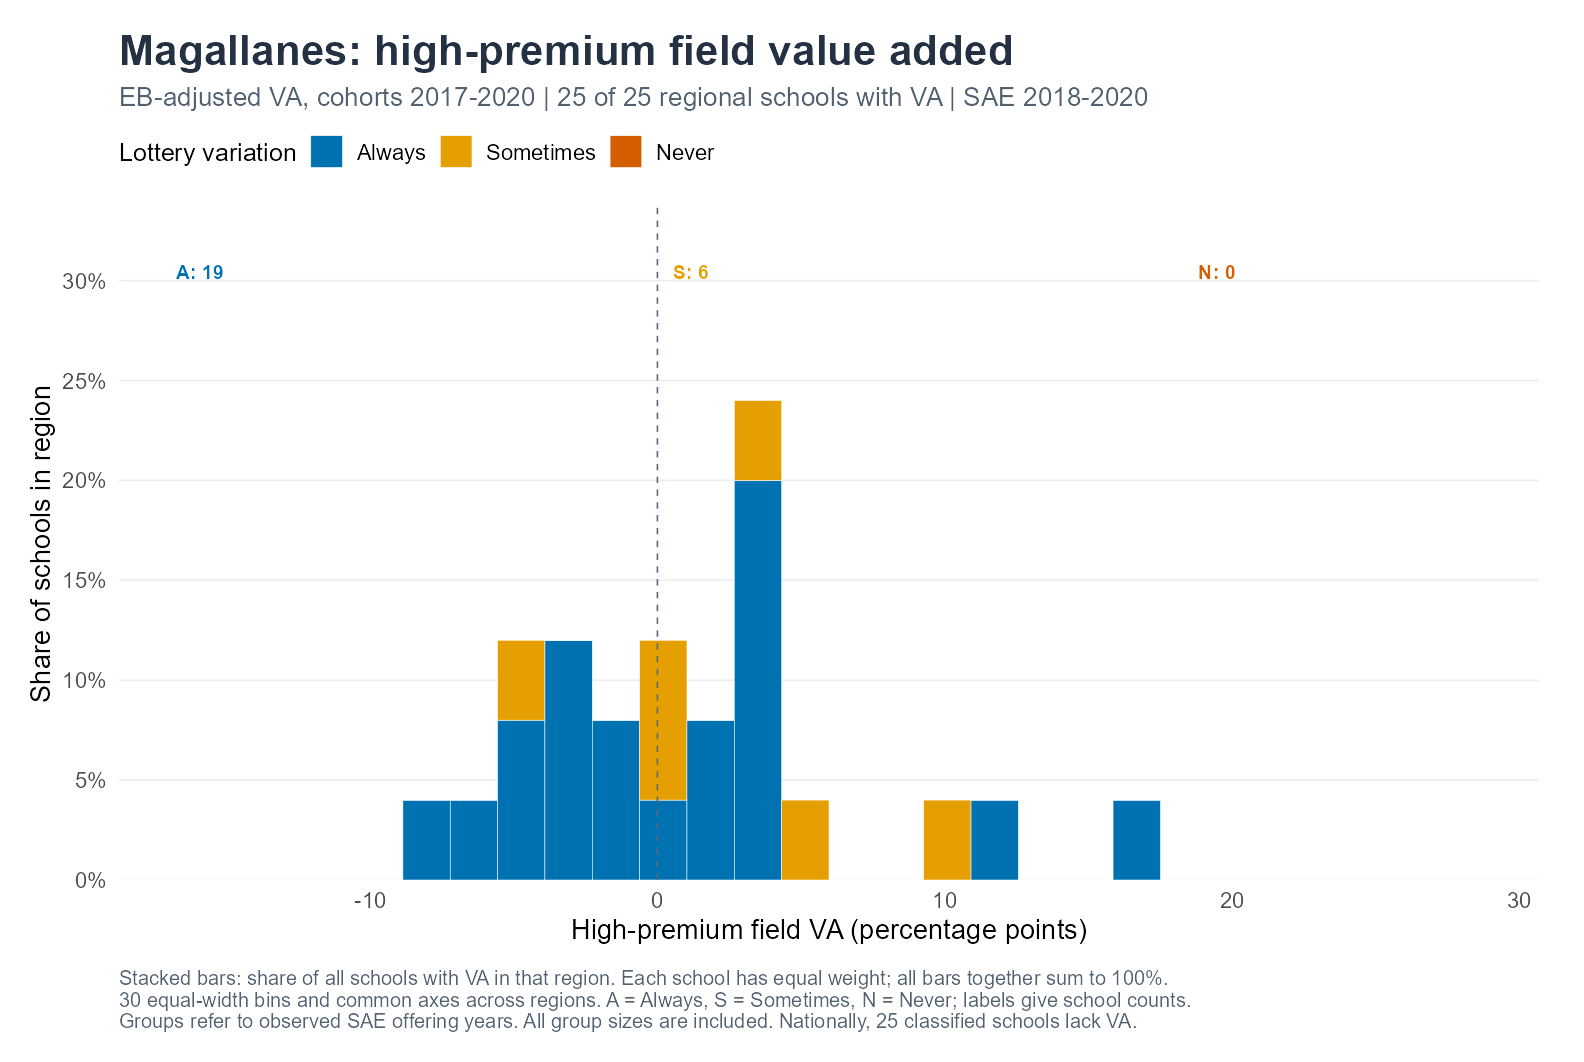 Magallanes: high-premium field value added
EB-adjusted VA, cohorts 2017-2020 | 25 of 25 regional schools with VA | SAE 2018-2020
Lottery variation Always Sometimes Never
A: 19 S: 6 N: 0
30%
25%
20%
15%
10%
5%
0%
Share of schools in region
-10 0 10 20 30
High-premium field VA (percentage points)
Stacked bars: share of all schools with VA in that region. Each school has equal weight; all bars together sum to 100%.
30 equal-width bins and common axes across regions. A = Always, S = Sometimes, N = Never; labels give school counts.
Groups refer to observed SAE offering years. All group sizes are included. Nationally, 25 classified schools lack VA.